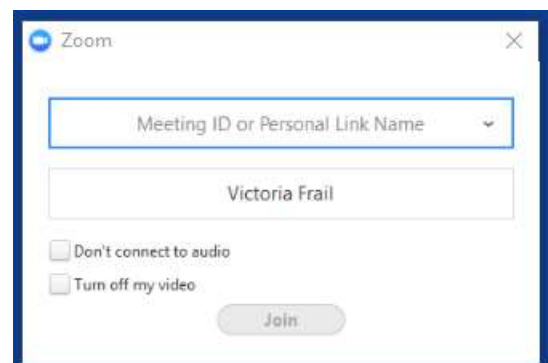 Zoom
Meeting ID or Personal Link Name
Victoria Frail
Don't connect to audio
Turn off my video
Join